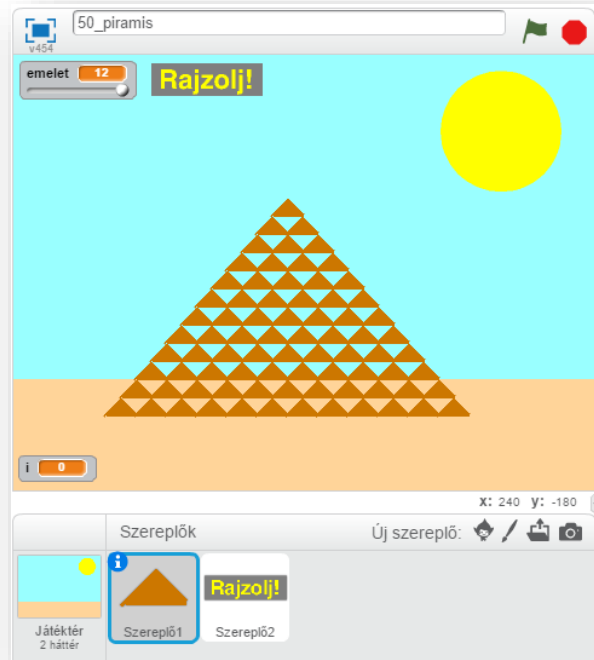 50_piramis
v454
emelet 12
Rajzolj!
i 0
X: 240 y: -180
Szereplők
Új szereplő:
Rajzolj!
Játéktér
2 háttér
Szereplő1
Szereplő2